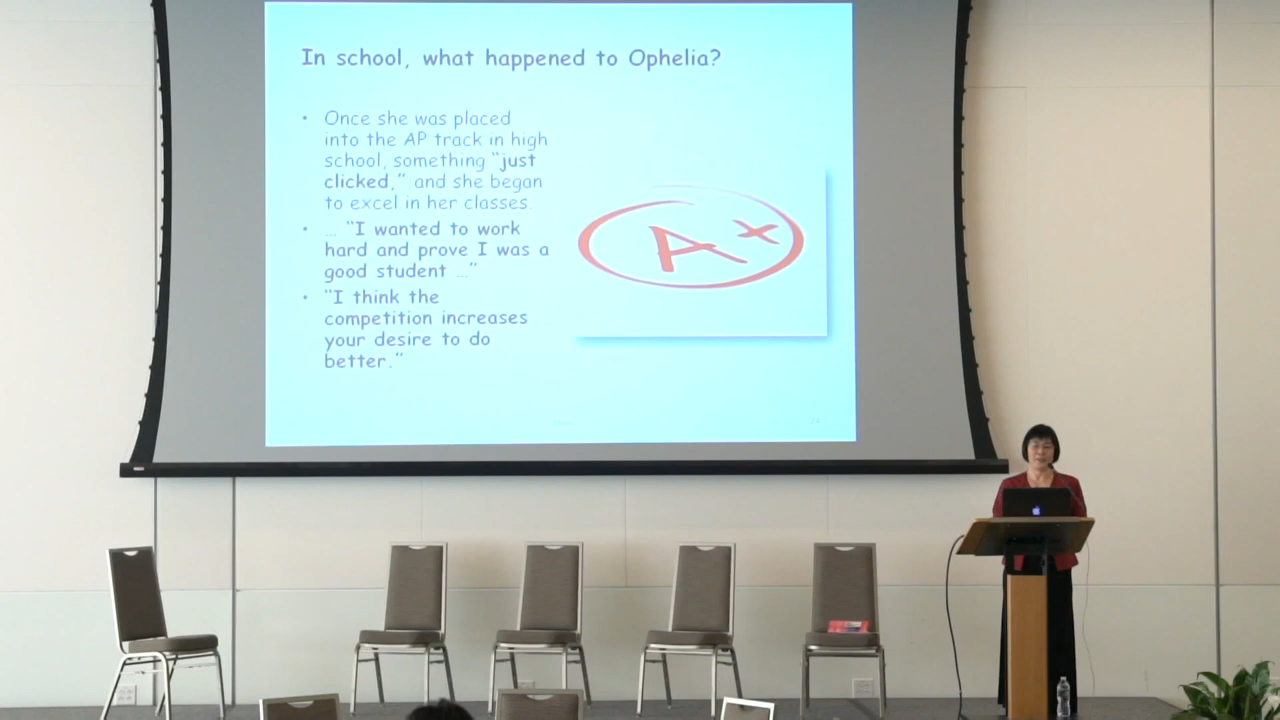 In school, what happened to Ophelia?
• Once she was placed
into the AP track in high
school, something “just
clicked,” and she began
to excel in her classes.
• … “I wanted to work
hard and prove I was a
good student …”
• “I think the
competition increases
your desire to do
better.”
A+
24